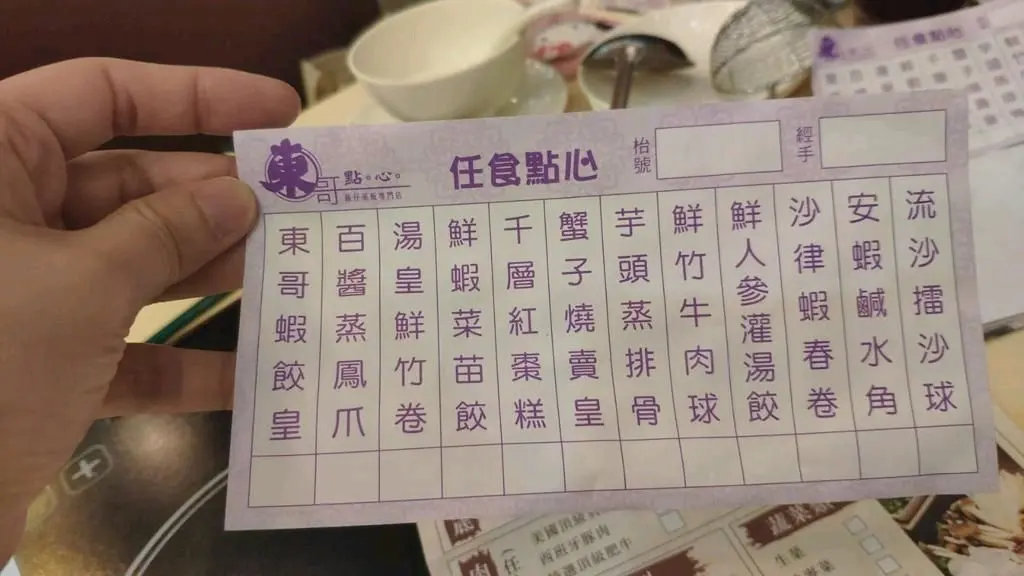 東
哥
點。心。
任食點心
枱號
經手
東哥蝦餃皇
百醬蒸鳳爪
湯皇鮮竹卷
鮮蝦菜苗餃
千層紅棗糕
蟹子燒賣皇
芋頭蒸排骨
鮮竹牛肉球
鮮人參灌湯餃
沙律蝦春卷
安蝦鹹水角
流沙擂沙球
任食點心